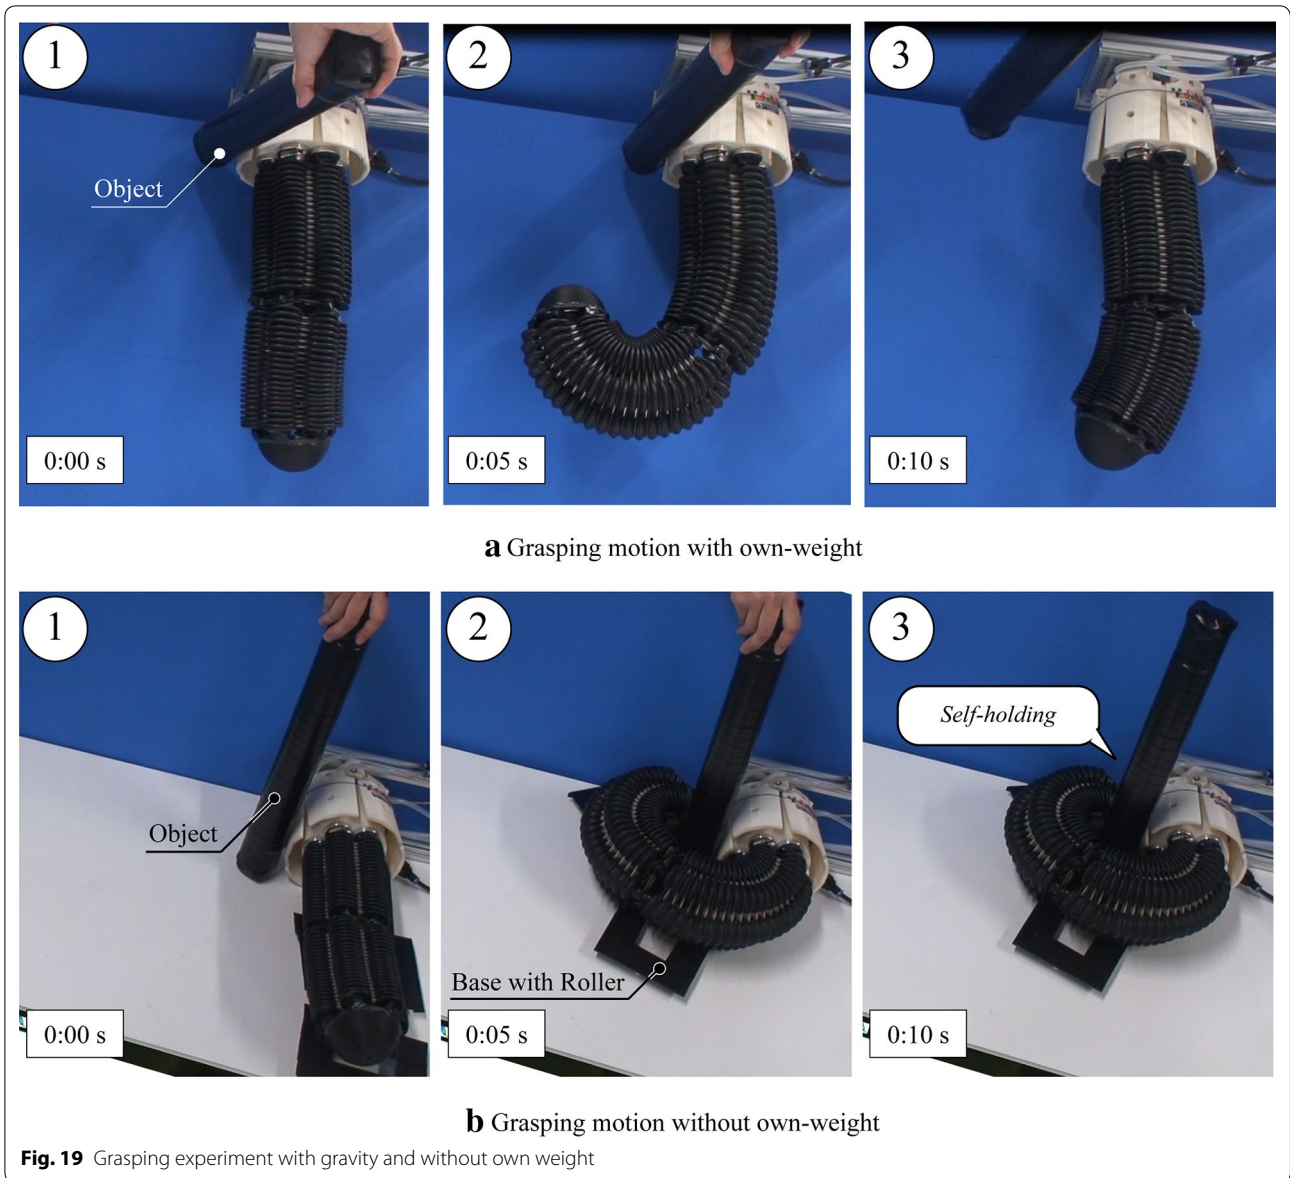 1
2
3
Object
0:00 s
0:05 s
0:10 s
a Grasping motion with own-weight
1
2
3
Self-holding
Object
Base with Roller
0:00 s
0:05 s
0:10 s
b Grasping motion without own-weight
Fig. 19 Grasping experiment with gravity and without own weight